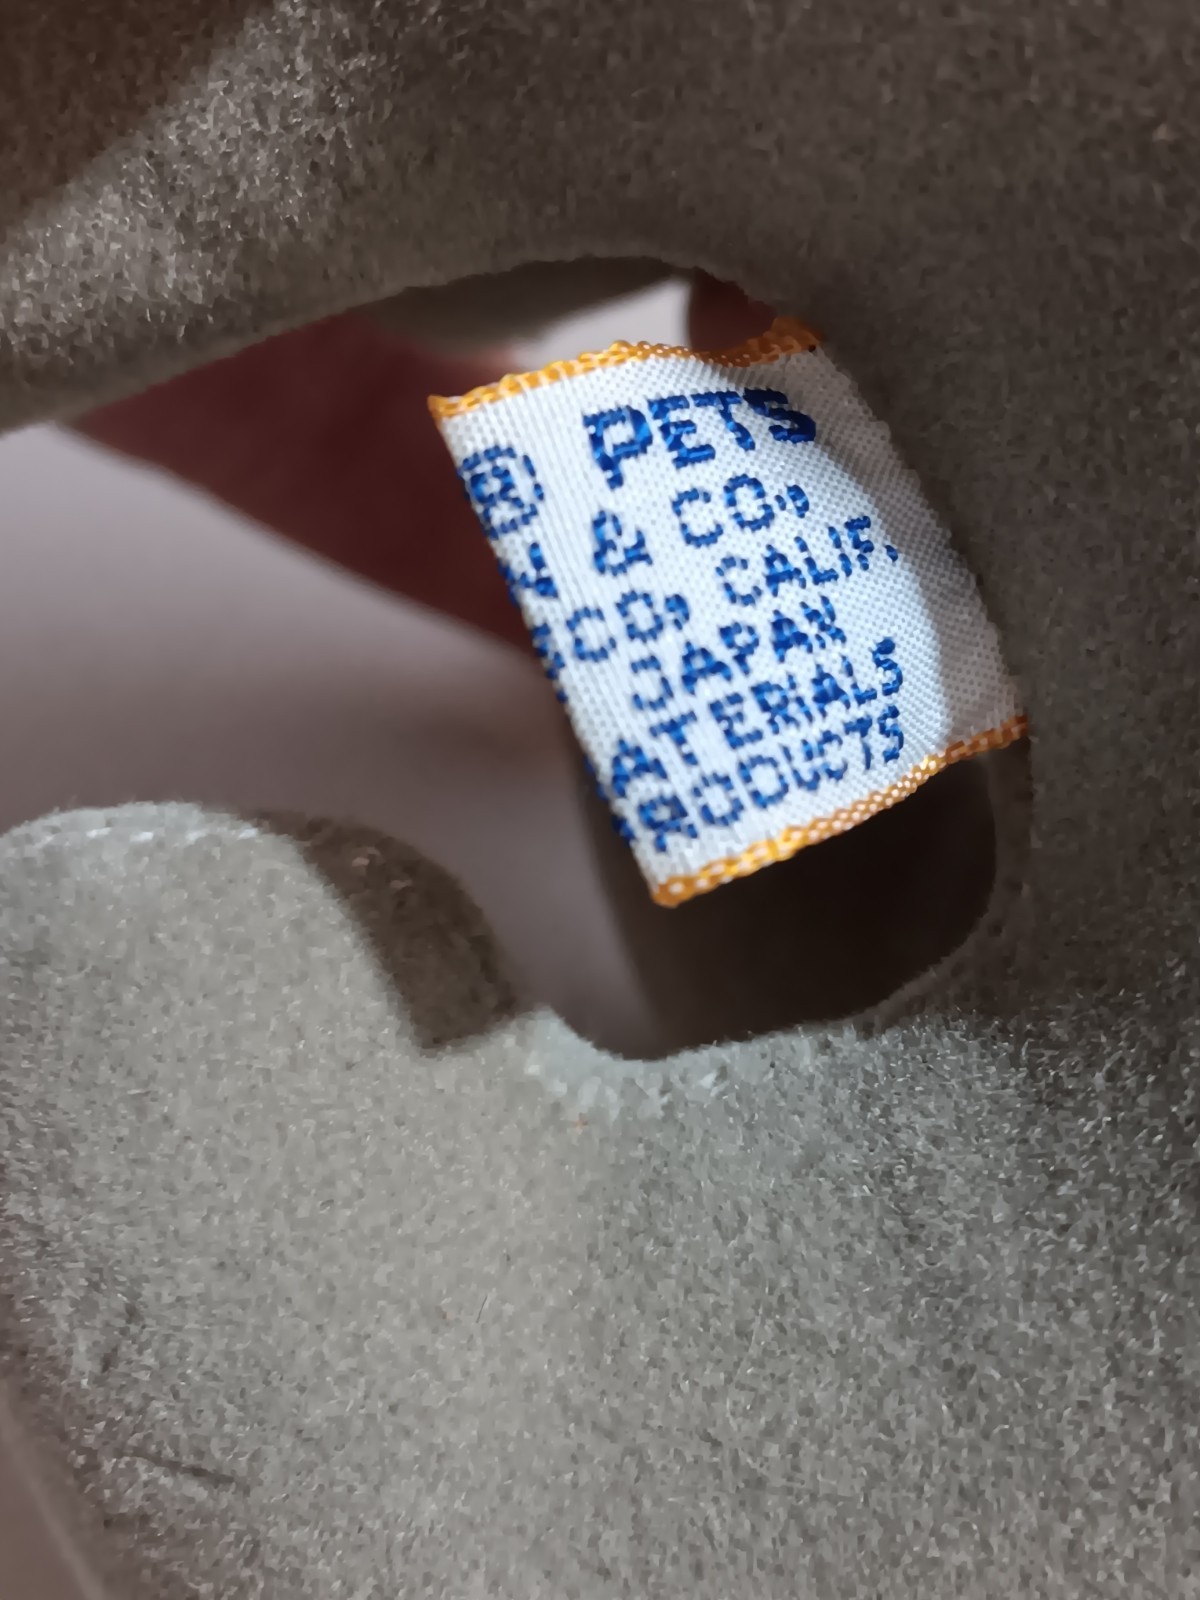 ® PETS
& CO.,
CO., CALIF.
JAPAN
ATERIALS
RODUCTS